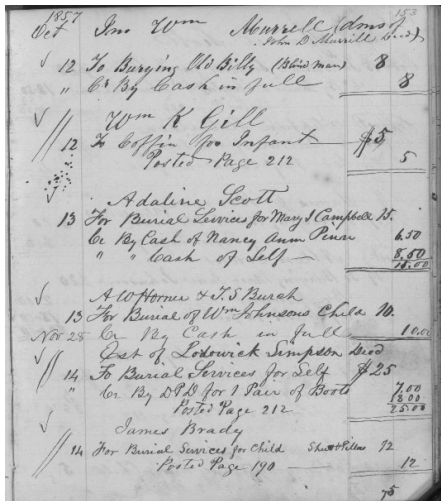 1857 153
Oct Jno Wm Murrell Admsof
John D. Murrill Decd
12 To Burying Old Billy (Blind man) 8
" Cr By Cash in full 8
Wm K Gill
12 To Coffin for Infant $5
Posted Page 212 5
Adaline Scott
13 For Burial Services for Mary J Campbell 15.
Cr By Cash of Nancy Ann 6.50
" " Cash of Self 8.50
15.00
A W Horner & T. S Burch
13 For Burial of Wm Johnsons Child 10.
Nov 28 Cr By Cash in full 10.00
Est of Lodowick Simpson Decd
14 To Burial Services for Self $25
" Cr By D P D for 1 Pair of Boots 7.00
18.00
Posted Page 212 25.00
James Brady
14 For Burial Services for Child 12
Posted Page 190 12
75